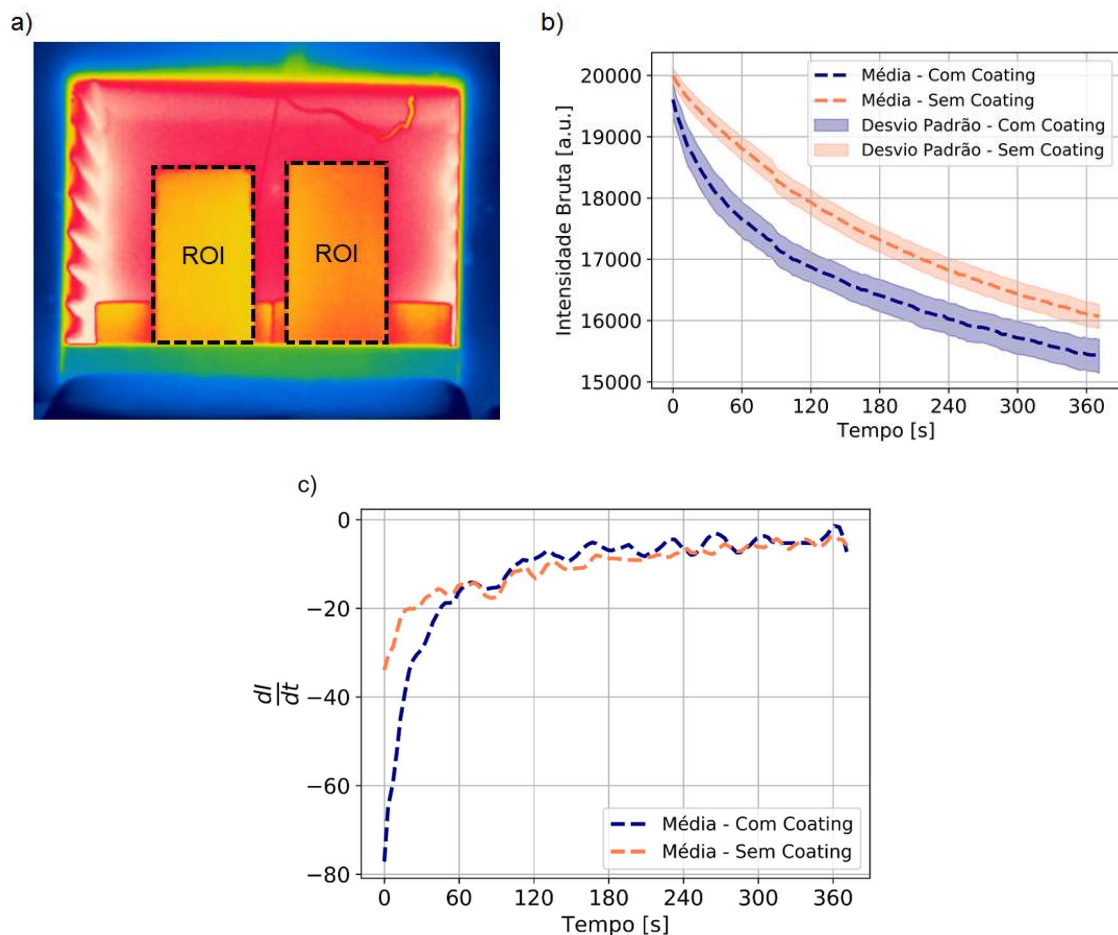 a)
ROI
ROI
b)
Intensidade Bruta [a.u.]
20000
19000
18000
17000
16000
15000
Média - Com Coating
Média - Sem Coating
Desvio Padrão - Com Coating
Desvio Padrão - Sem Coating
0 60 120 180 240 300 360
Tempo [s]
c)
dI
dt
0
−20
−40
−60
−80
Média - Com Coating
Média - Sem Coating
0 60 120 180 240 300 360
Tempo [s]